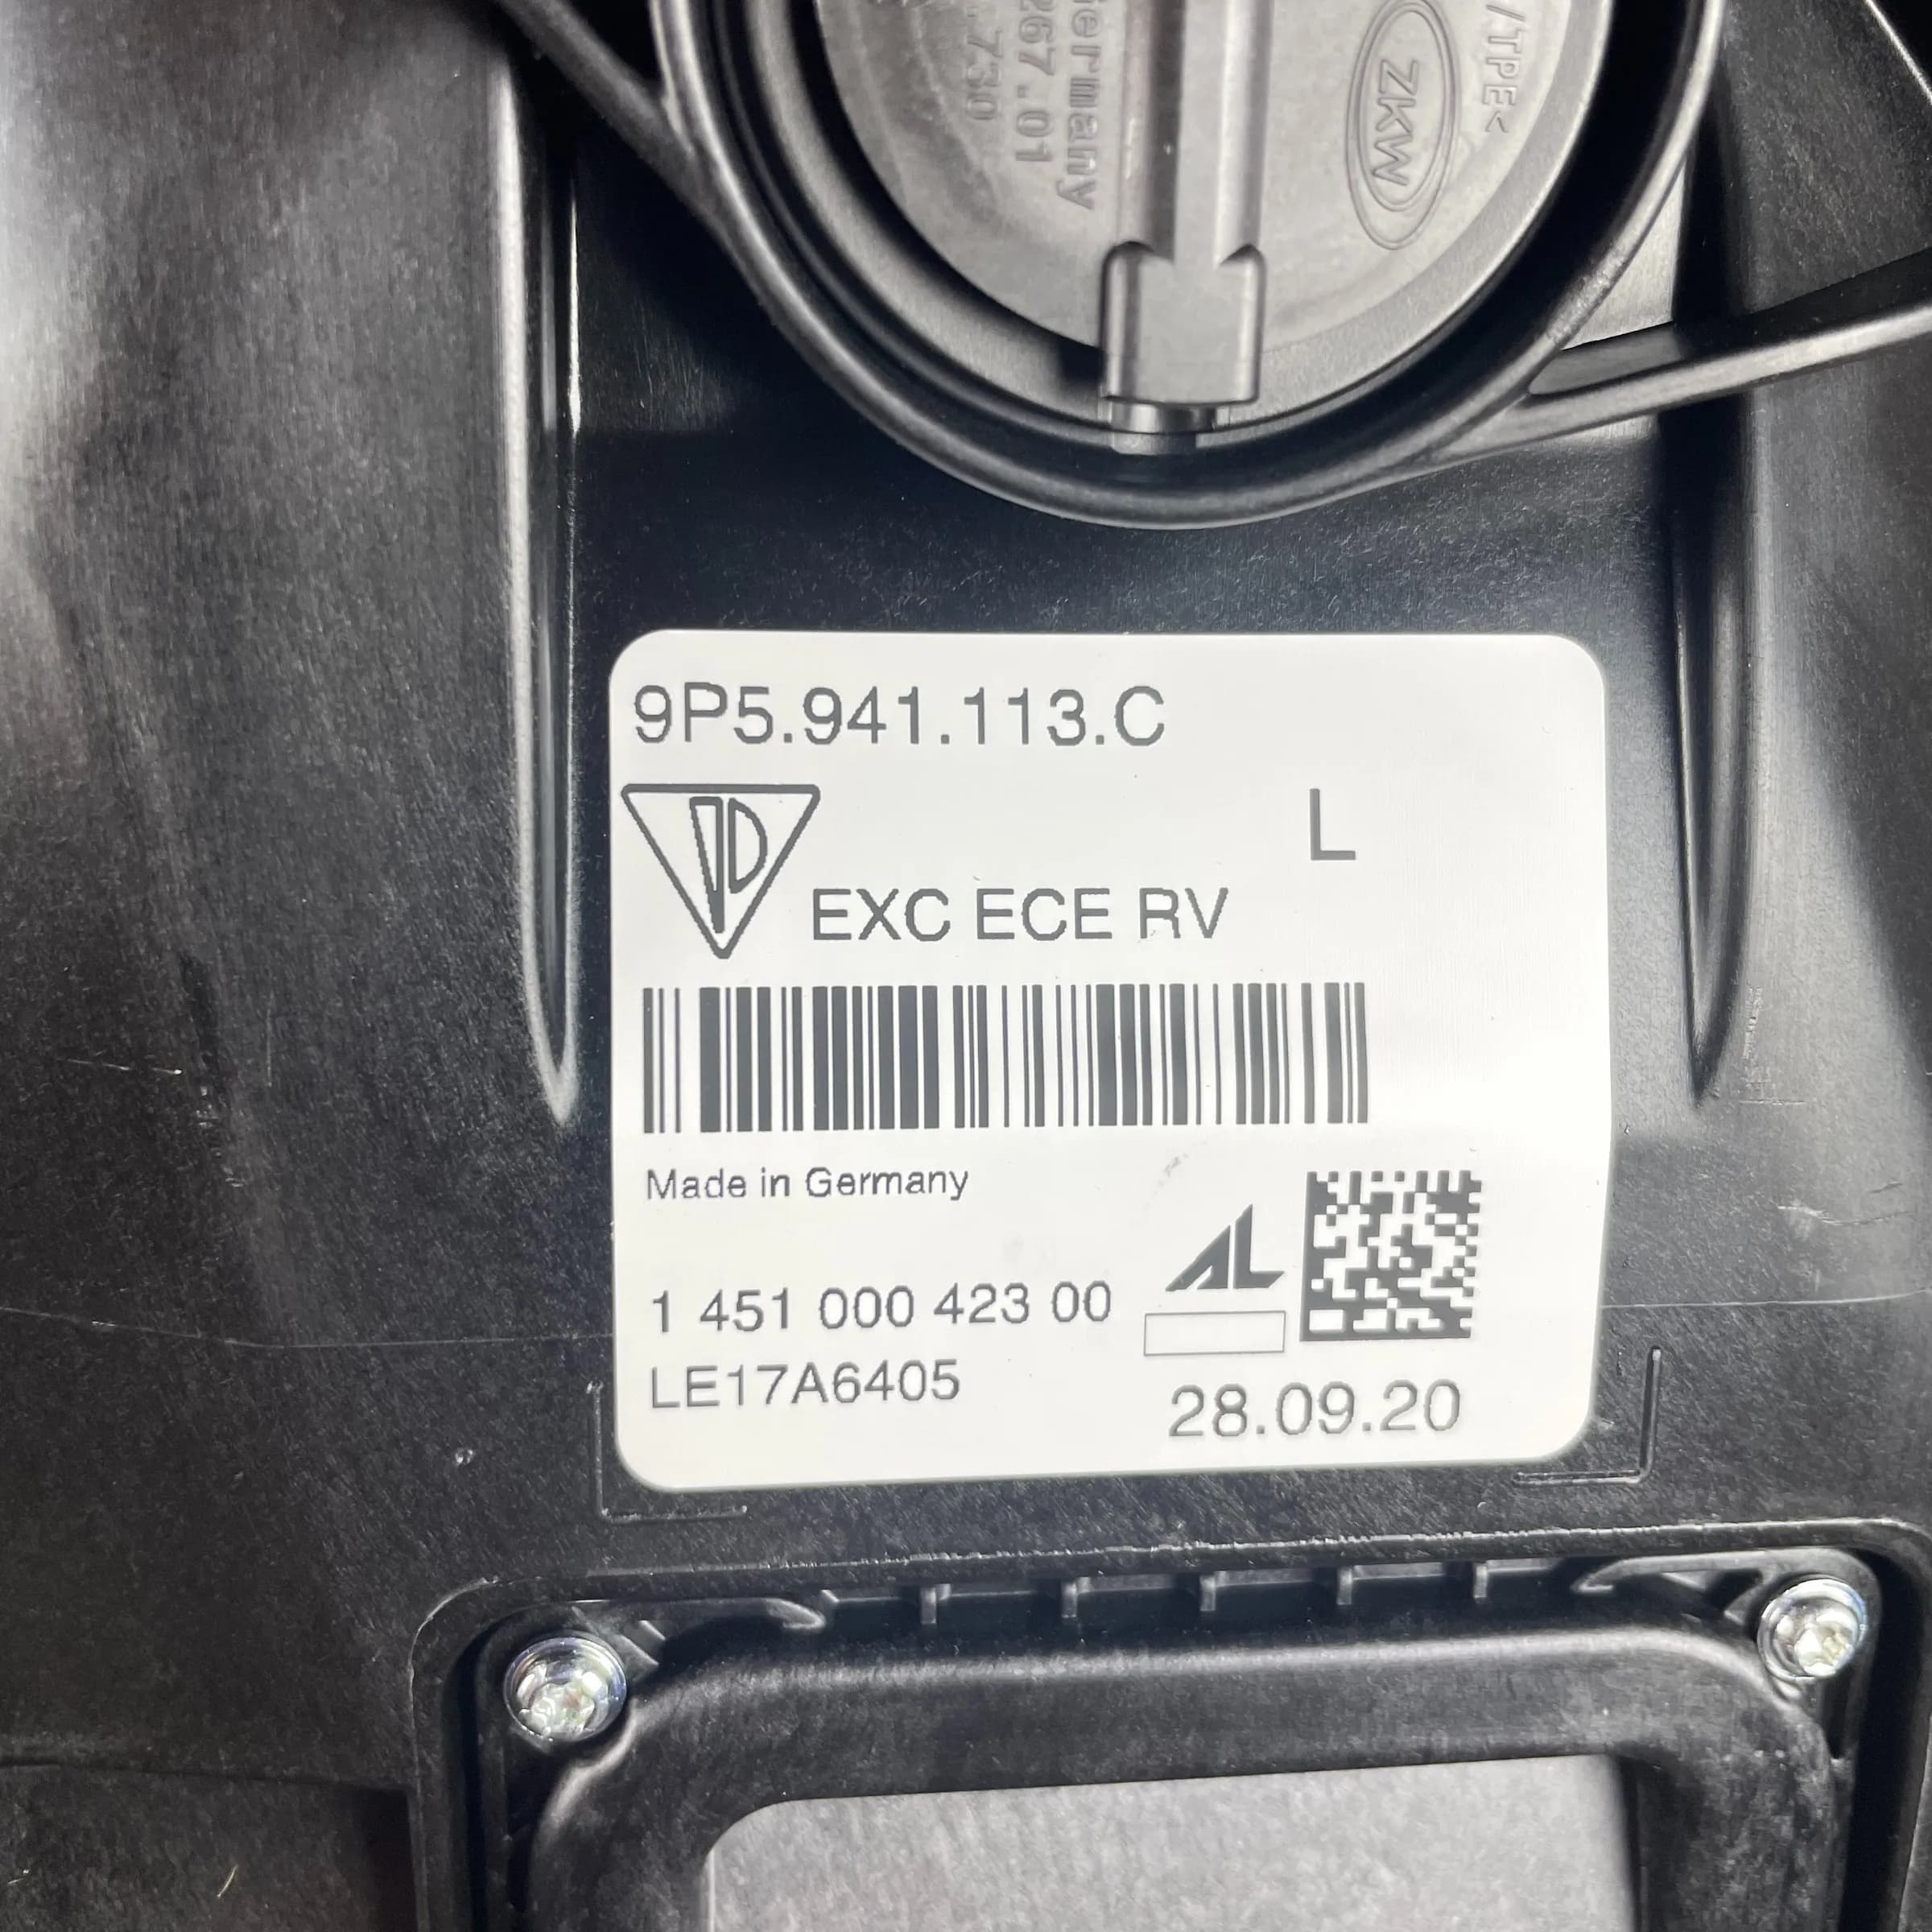 /TPE<
ZKW
267..01
.730
9P5.941.113.C
L
EXC ECE RV
Made in Germany
AL
1 451 000 423 00
LE17A6405
28.09.20